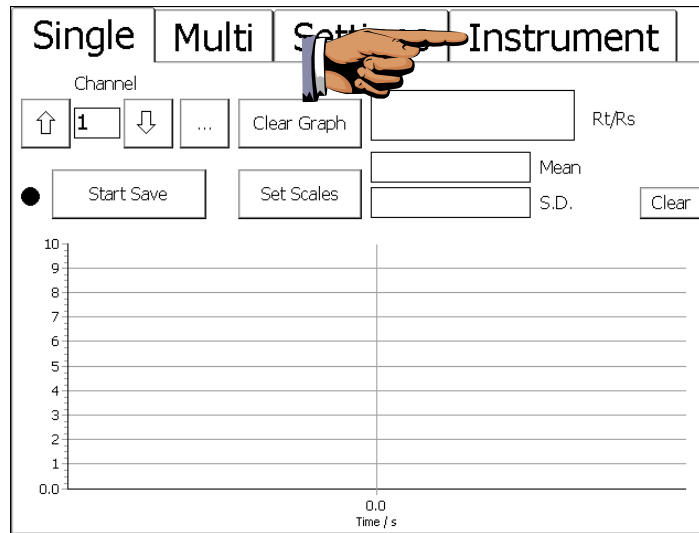 Single Multi Settings Instrument
Channel
1 ... Clear Graph Rt/Rs
Mean
Start Save Set Scales S.D. Clear
10
9
8
7
6
5
4
3
2
1
0.0
0.0
Time / s